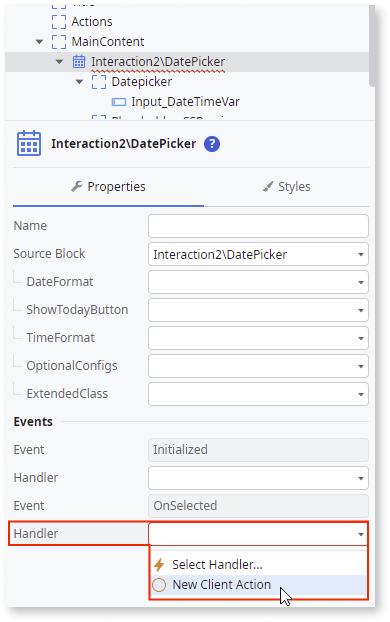 Title
Actions
MainContent
Interaction2\DatePicker
Datepicker
Input_DateTimeVar
Interaction2\DatePicker ?
Properties Styles
Name
Source Block Interaction2\DatePicker
DateFormat
ShowTodayButton
TimeFormat
OptionalConfigs
ExtendedClass
Events
Event Initialized
Handler
Event OnSelected
Handler
Select Handler...
New Client Action